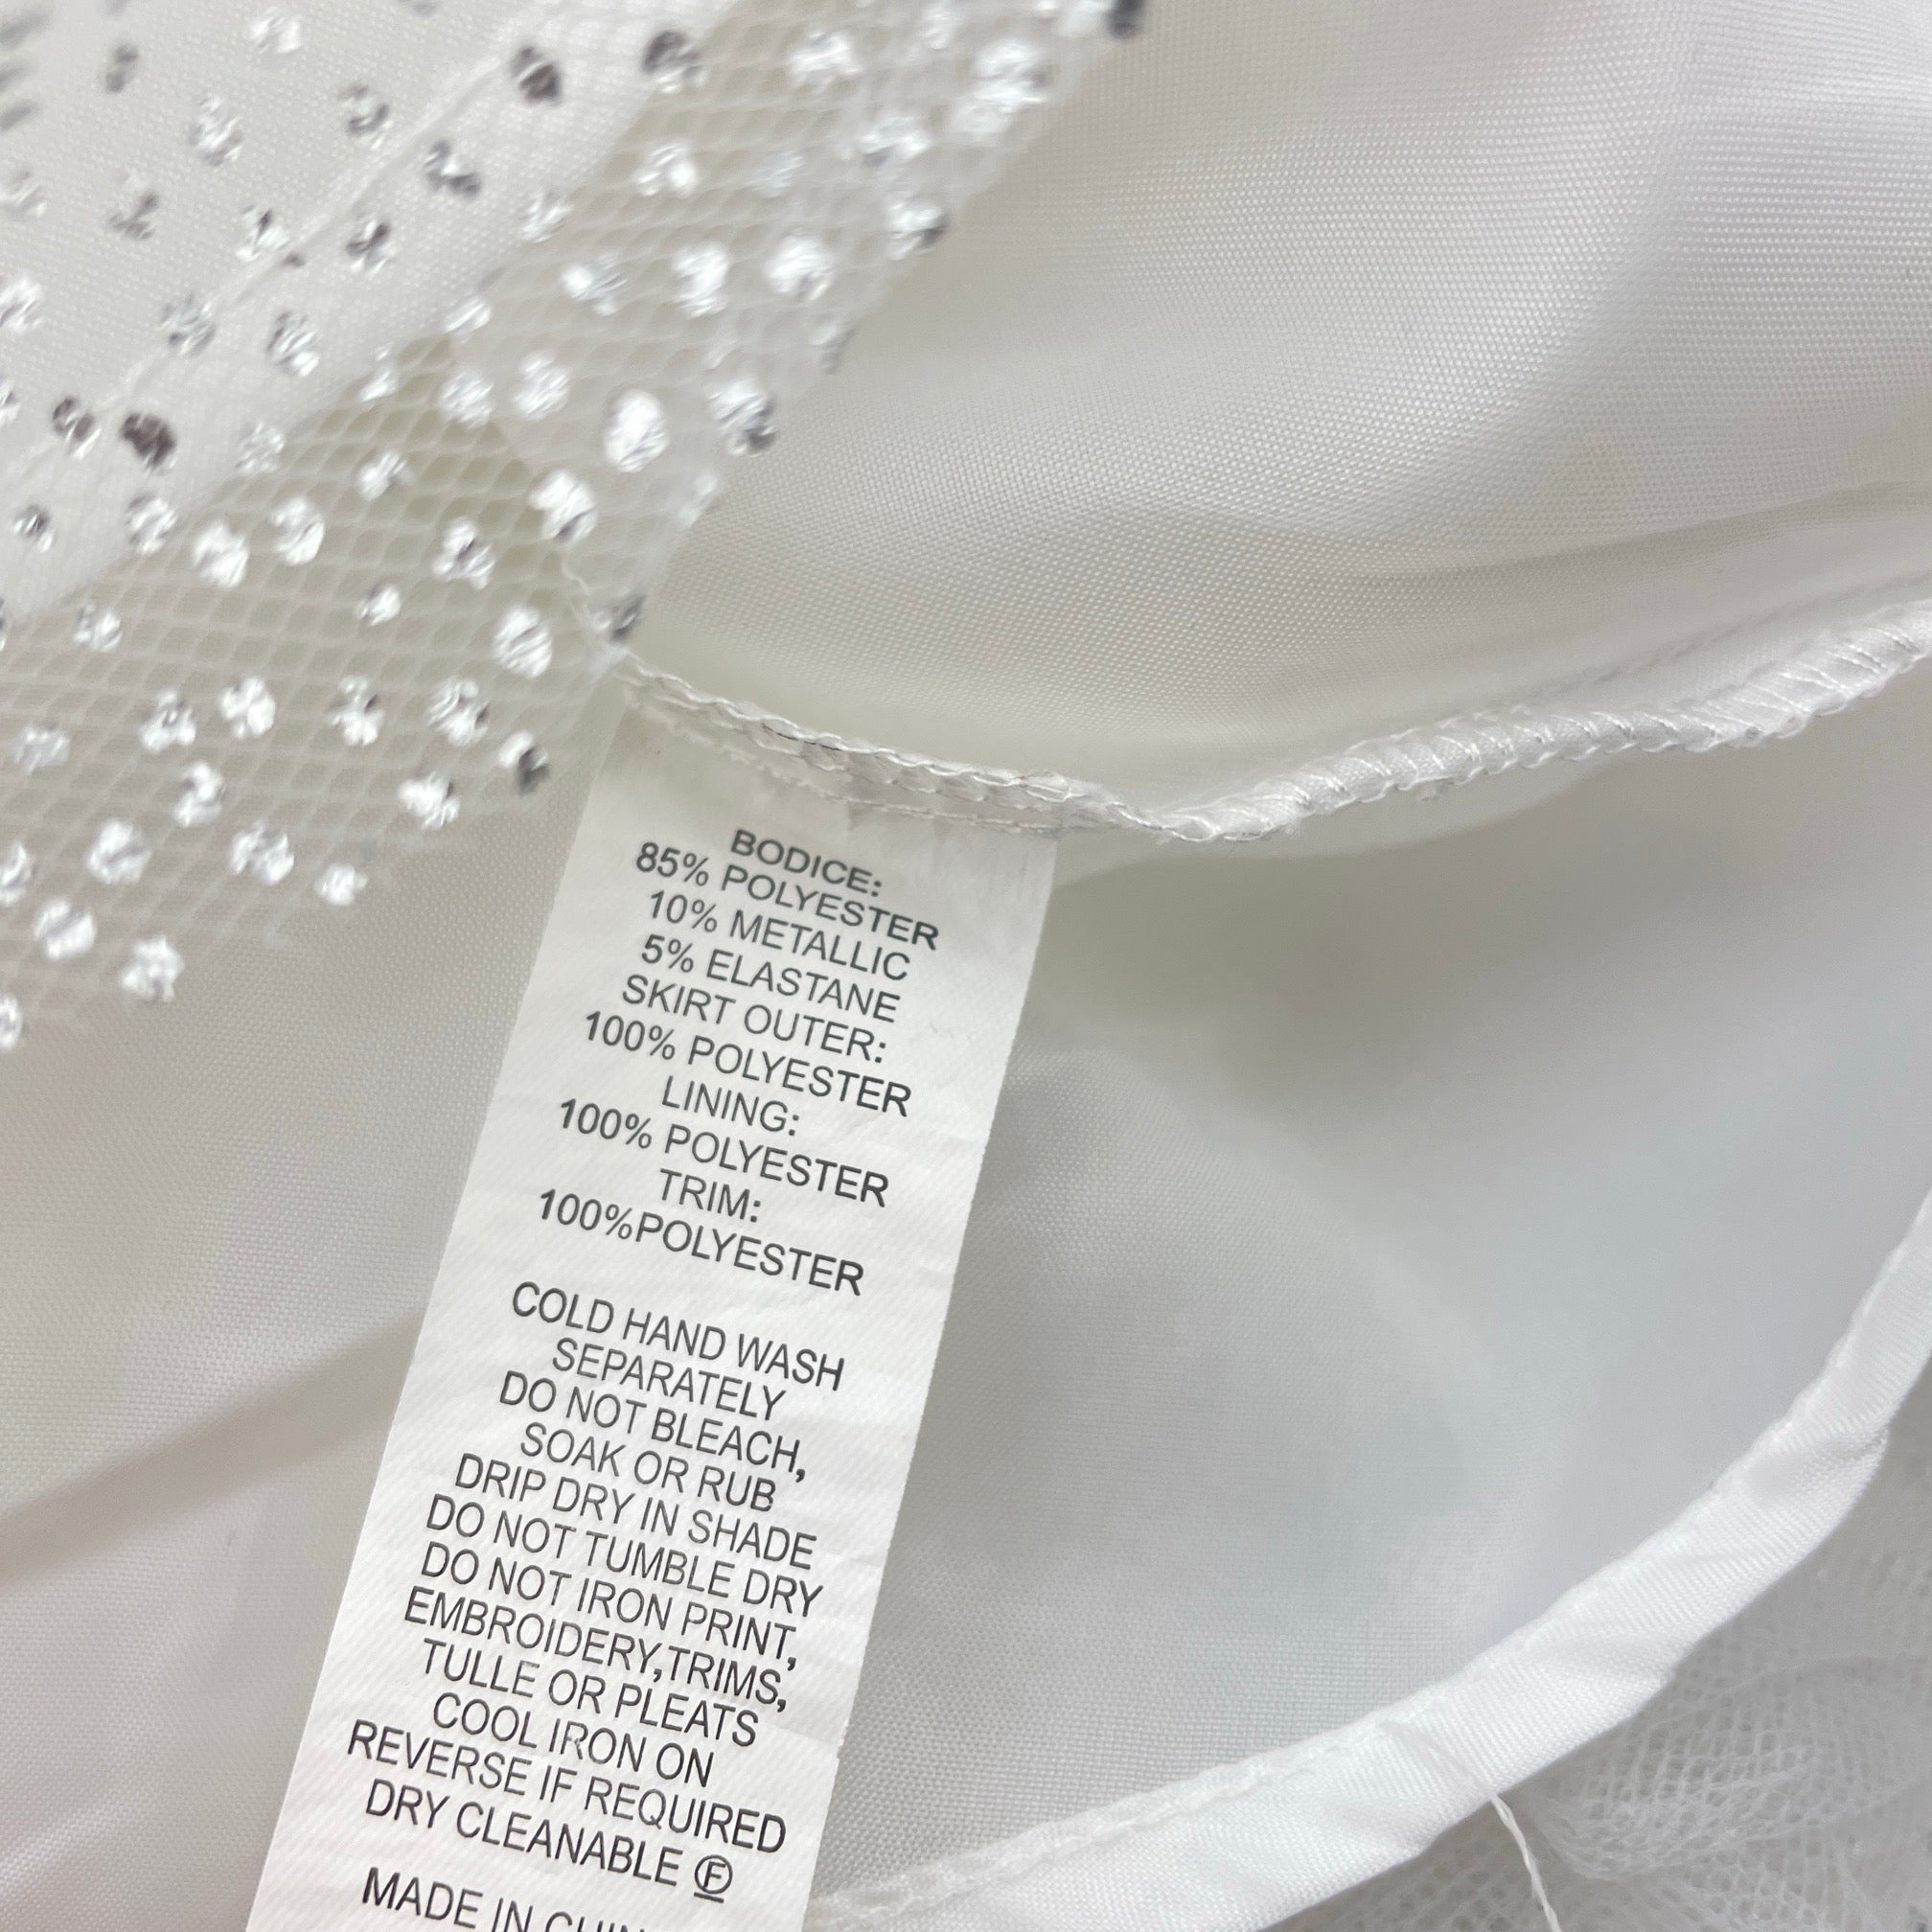 BODICE:
85% POLYESTER
10% METALLIC
5% ELASTANE
SKIRT OUTER:
100% POLYESTER
LINING:
100% POLYESTER
TRIM:
100%POLYESTER
COLD HAND WASH
SEPARATELY
DO NOT BLEACH,
SOAK OR RUB
DRIP DRY IN SHADE
DO NOT TUMBLE DRY
DO NOT IRON PRINT,
EMBROIDERY,TRIMS,
TULLE OR PLEATS
COOL IRON ON
REVERSE IF REQUIRED
DRY CLEANABLE Ⓕ
MADE IN